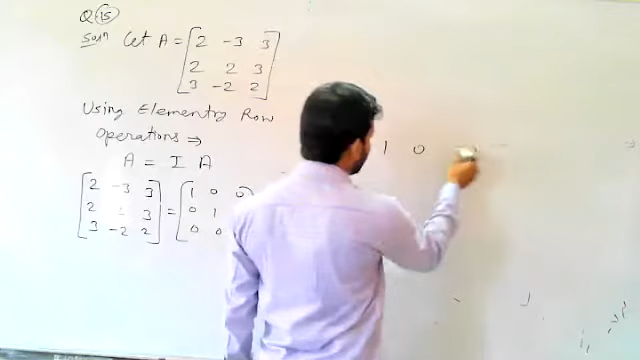 Q 15
Soln Let A = [2 -3 3
2 2 3
3 -2 2]
Using Elementry Row
Operations ⇒
A = I A
[2 -3 3
2 3
3 -2 2] = [1 0 0
0 1
0 0
1 0